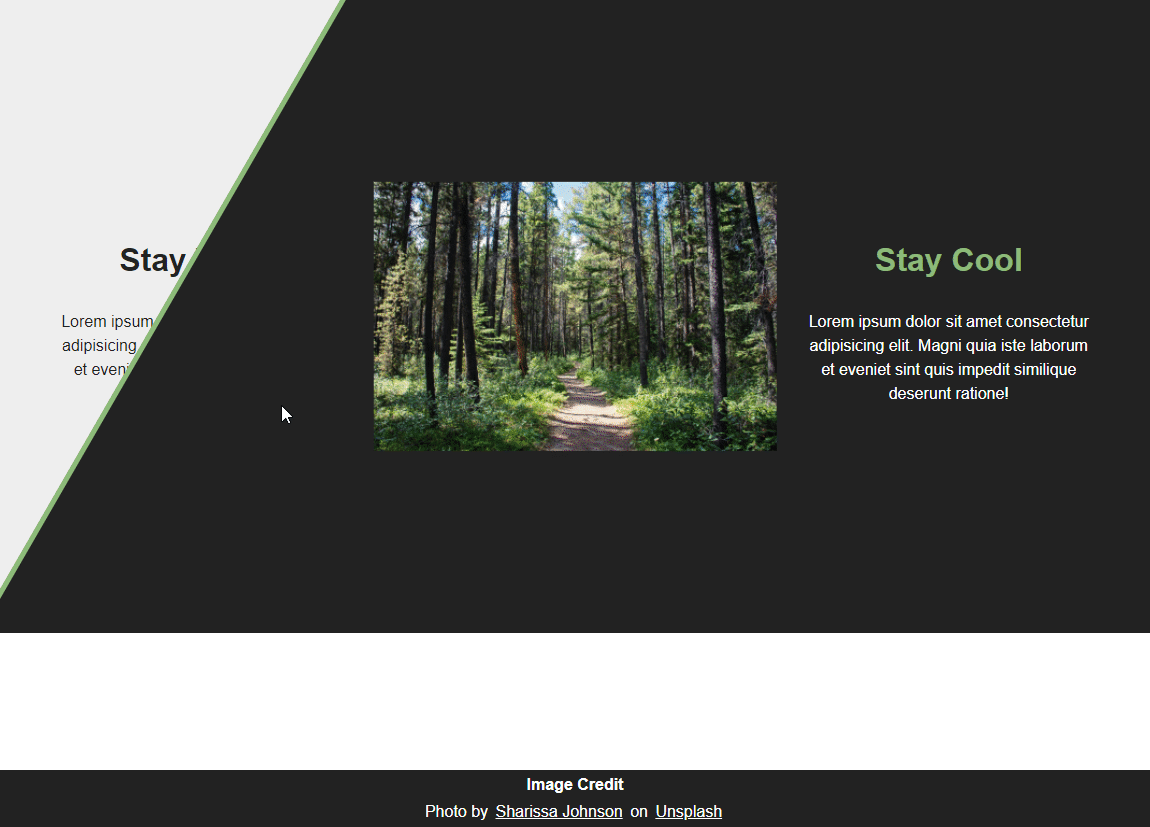 Stay
Lorem ipsum
adipisicing
et eveni
Stay Cool
Lorem ipsum dolor sit amet consectetur
adipisicing elit. Magni quia iste laborum
et eveniet sint quis impedit similique
deserunt ratione!
Image Credit
Photo by Sharissa Johnson on Unsplash